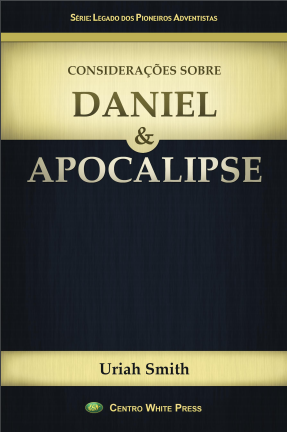 SÉRIE: LEGADO DOS PIONEIROS ADVENTISTAS
CONSIDERAÇÕES SOBRE
DANIEL
&
APOCALIPSE
Uriah Smith
CENTRO WHITE PRESS